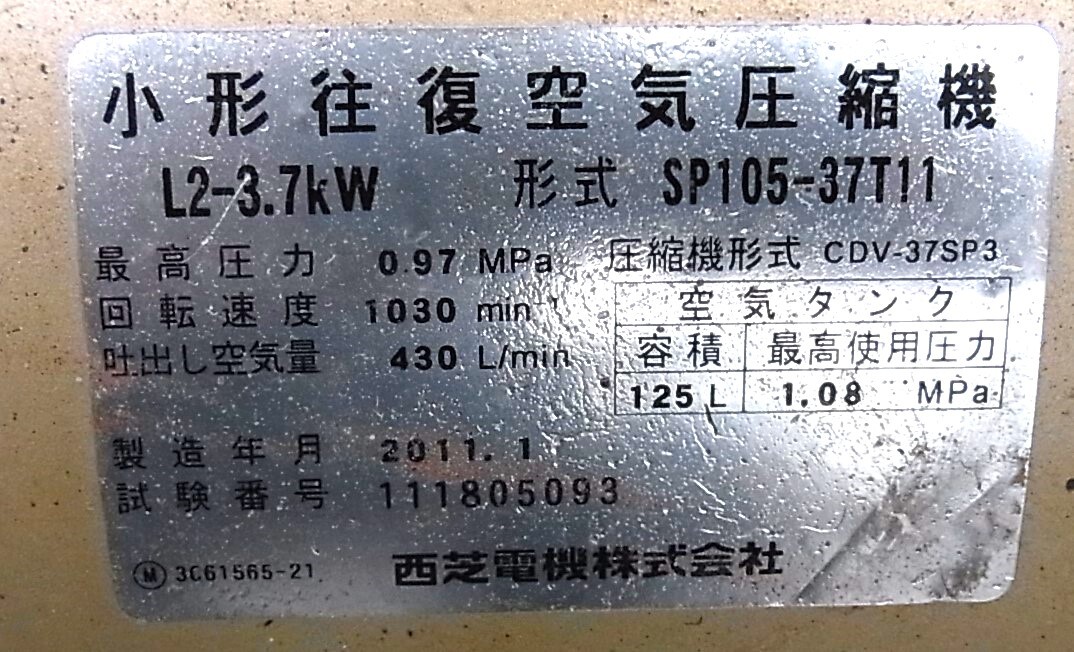 小形往復空気圧縮機
L2-3.7kW 形式 SP105-37T11
最高圧力 0.97 MPa
圧縮機形式 CDV-37SP3
回転速度 1030 min⁻¹
吐出し空気量 430 L/min
空気タンク
容積 最高使用圧力
125 L 1.08 MPa
製造年月 2011.1
試験番号 111805093
Ⓜ 3C61565-21 西芝電機株式会社